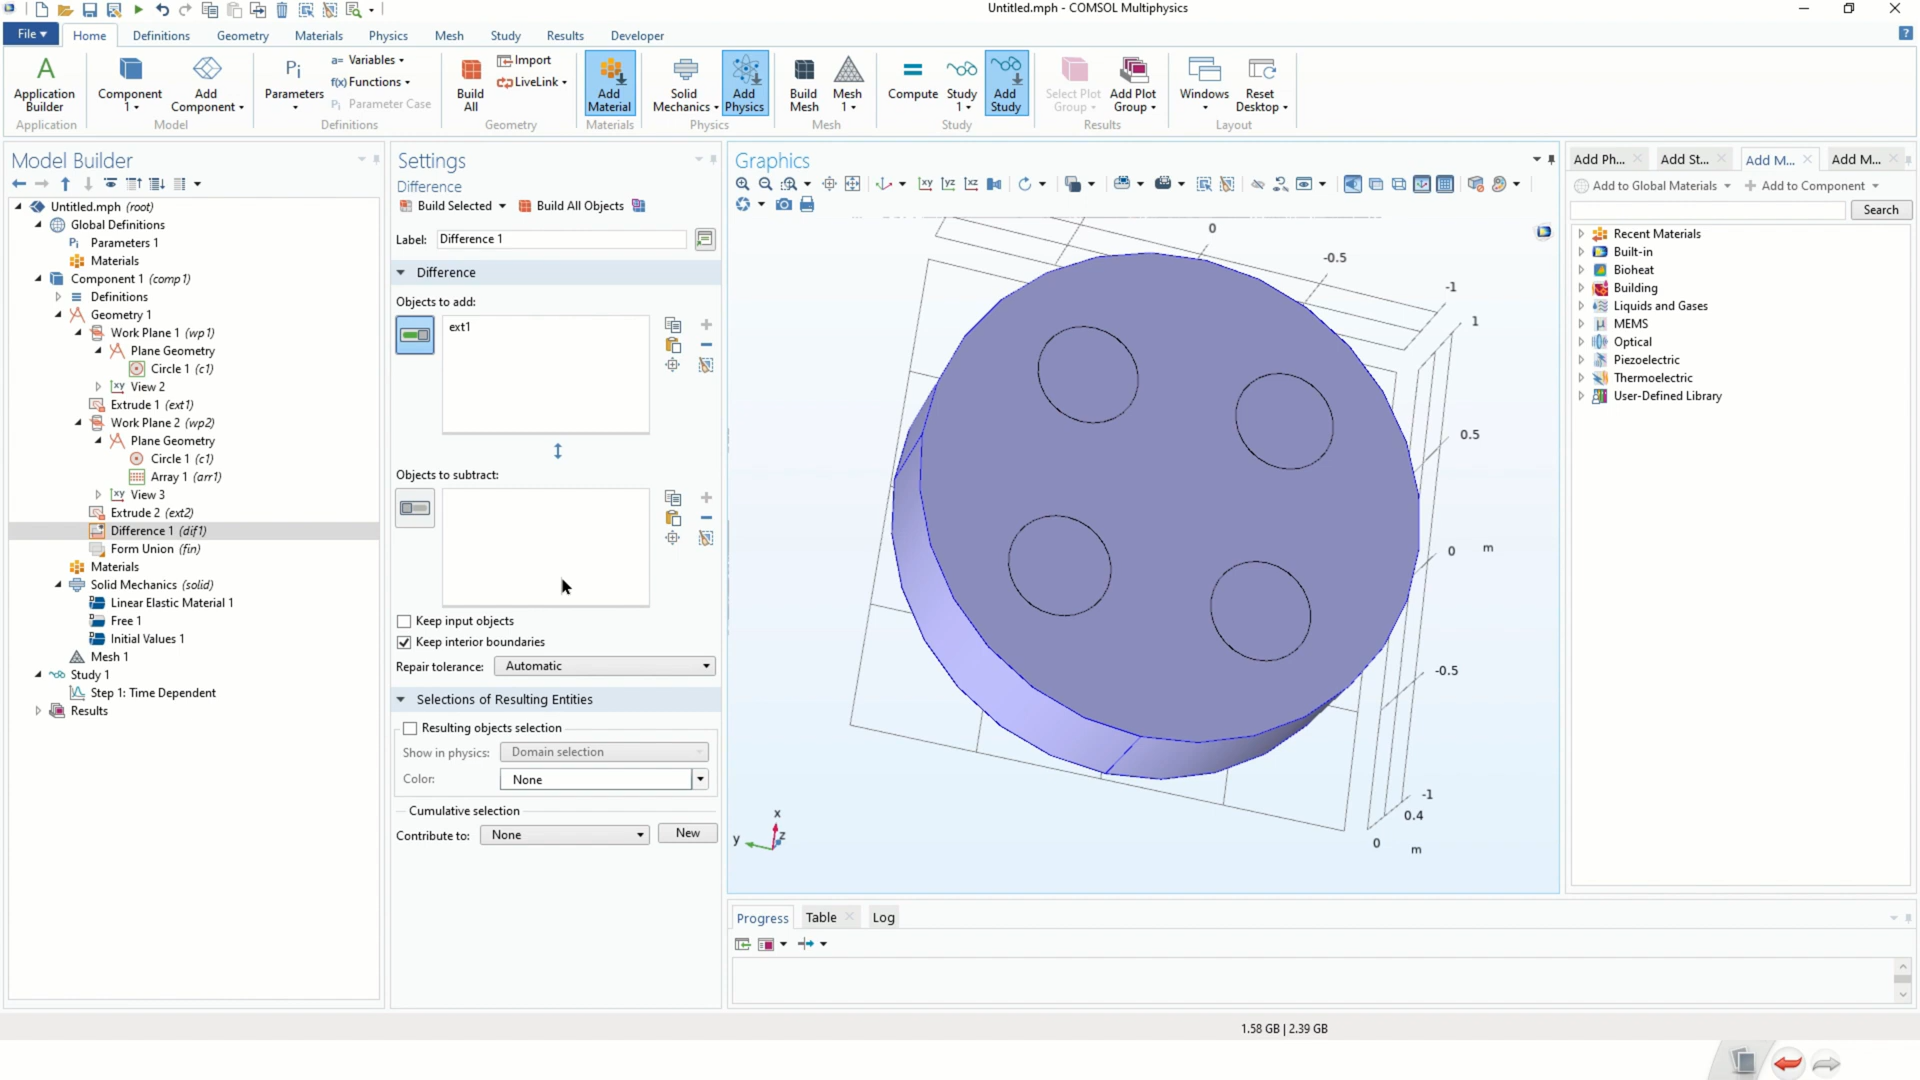 Untitled.mph - COMSOL Multiphysics
File
Home
Definitions
Geometry
Materials
Physics
Mesh
Study
Results
Developer
?
A
Application
Builder
Application
Component
1
Add
Component
Model
Pi
Parameters
a= Variables
f(x) Functions
Pi Parameter Case
Definitions
Build
All
Import
LiveLink
Geometry
Add
Material
Materials
Solid
Mechanics
Add
Physics
Physics
Build
Mesh
Mesh
1
Mesh
Compute
Study
1
Add
Study
Study
Select Plot
Group
Add Plot
Group
Results
Windows
Reset
Desktop
Layout
Model Builder
Untitled.mph (root)
Global Definitions
Pi Parameters 1
Materials
Component 1 (comp1)
Definitions
Geometry 1
Work Plane 1 (wp1)
Plane Geometry
Circle 1 (c1)
xy View 2
Extrude 1 (ext1)
Work Plane 2 (wp2)
Plane Geometry
Circle 1 (c1)
Array 1 (arr1)
xy View 3
Extrude 2 (ext2)
Difference 1 (dif1)
Form Union (fin)
Materials
Solid Mechanics (solid)
Linear Elastic Material 1
Free 1
Initial Values 1
Mesh 1
Study 1
Step 1: Time Dependent
Results
Settings
Difference
Build Selected
Build All Objects
Label: Difference 1
Difference
Objects to add:
ext1
Objects to subtract:
Keep input objects
Keep interior boundaries
Repair tolerance: Automatic
Selections of Resulting Entities
Resulting objects selection
Show in physics: Domain selection
Color: None
Cumulative selection
Contribute to: None
New
Graphics
xy
yz
xz
0
-0.5
-1
1
0.5
0
m
-0.5
-1
0.4
0
m
x
y
z
Progress
Table
Log
Add Ph...
Add St...
Add M...
Add M...
Add to Global Materials
Add to Component
Search
Recent Materials
Built-in
Bioheat
Building
Liquids and Gases
μ MEMS
Optical
Piezoelectric
Thermoelectric
User-Defined Library
1.58 GB | 2.39 GB